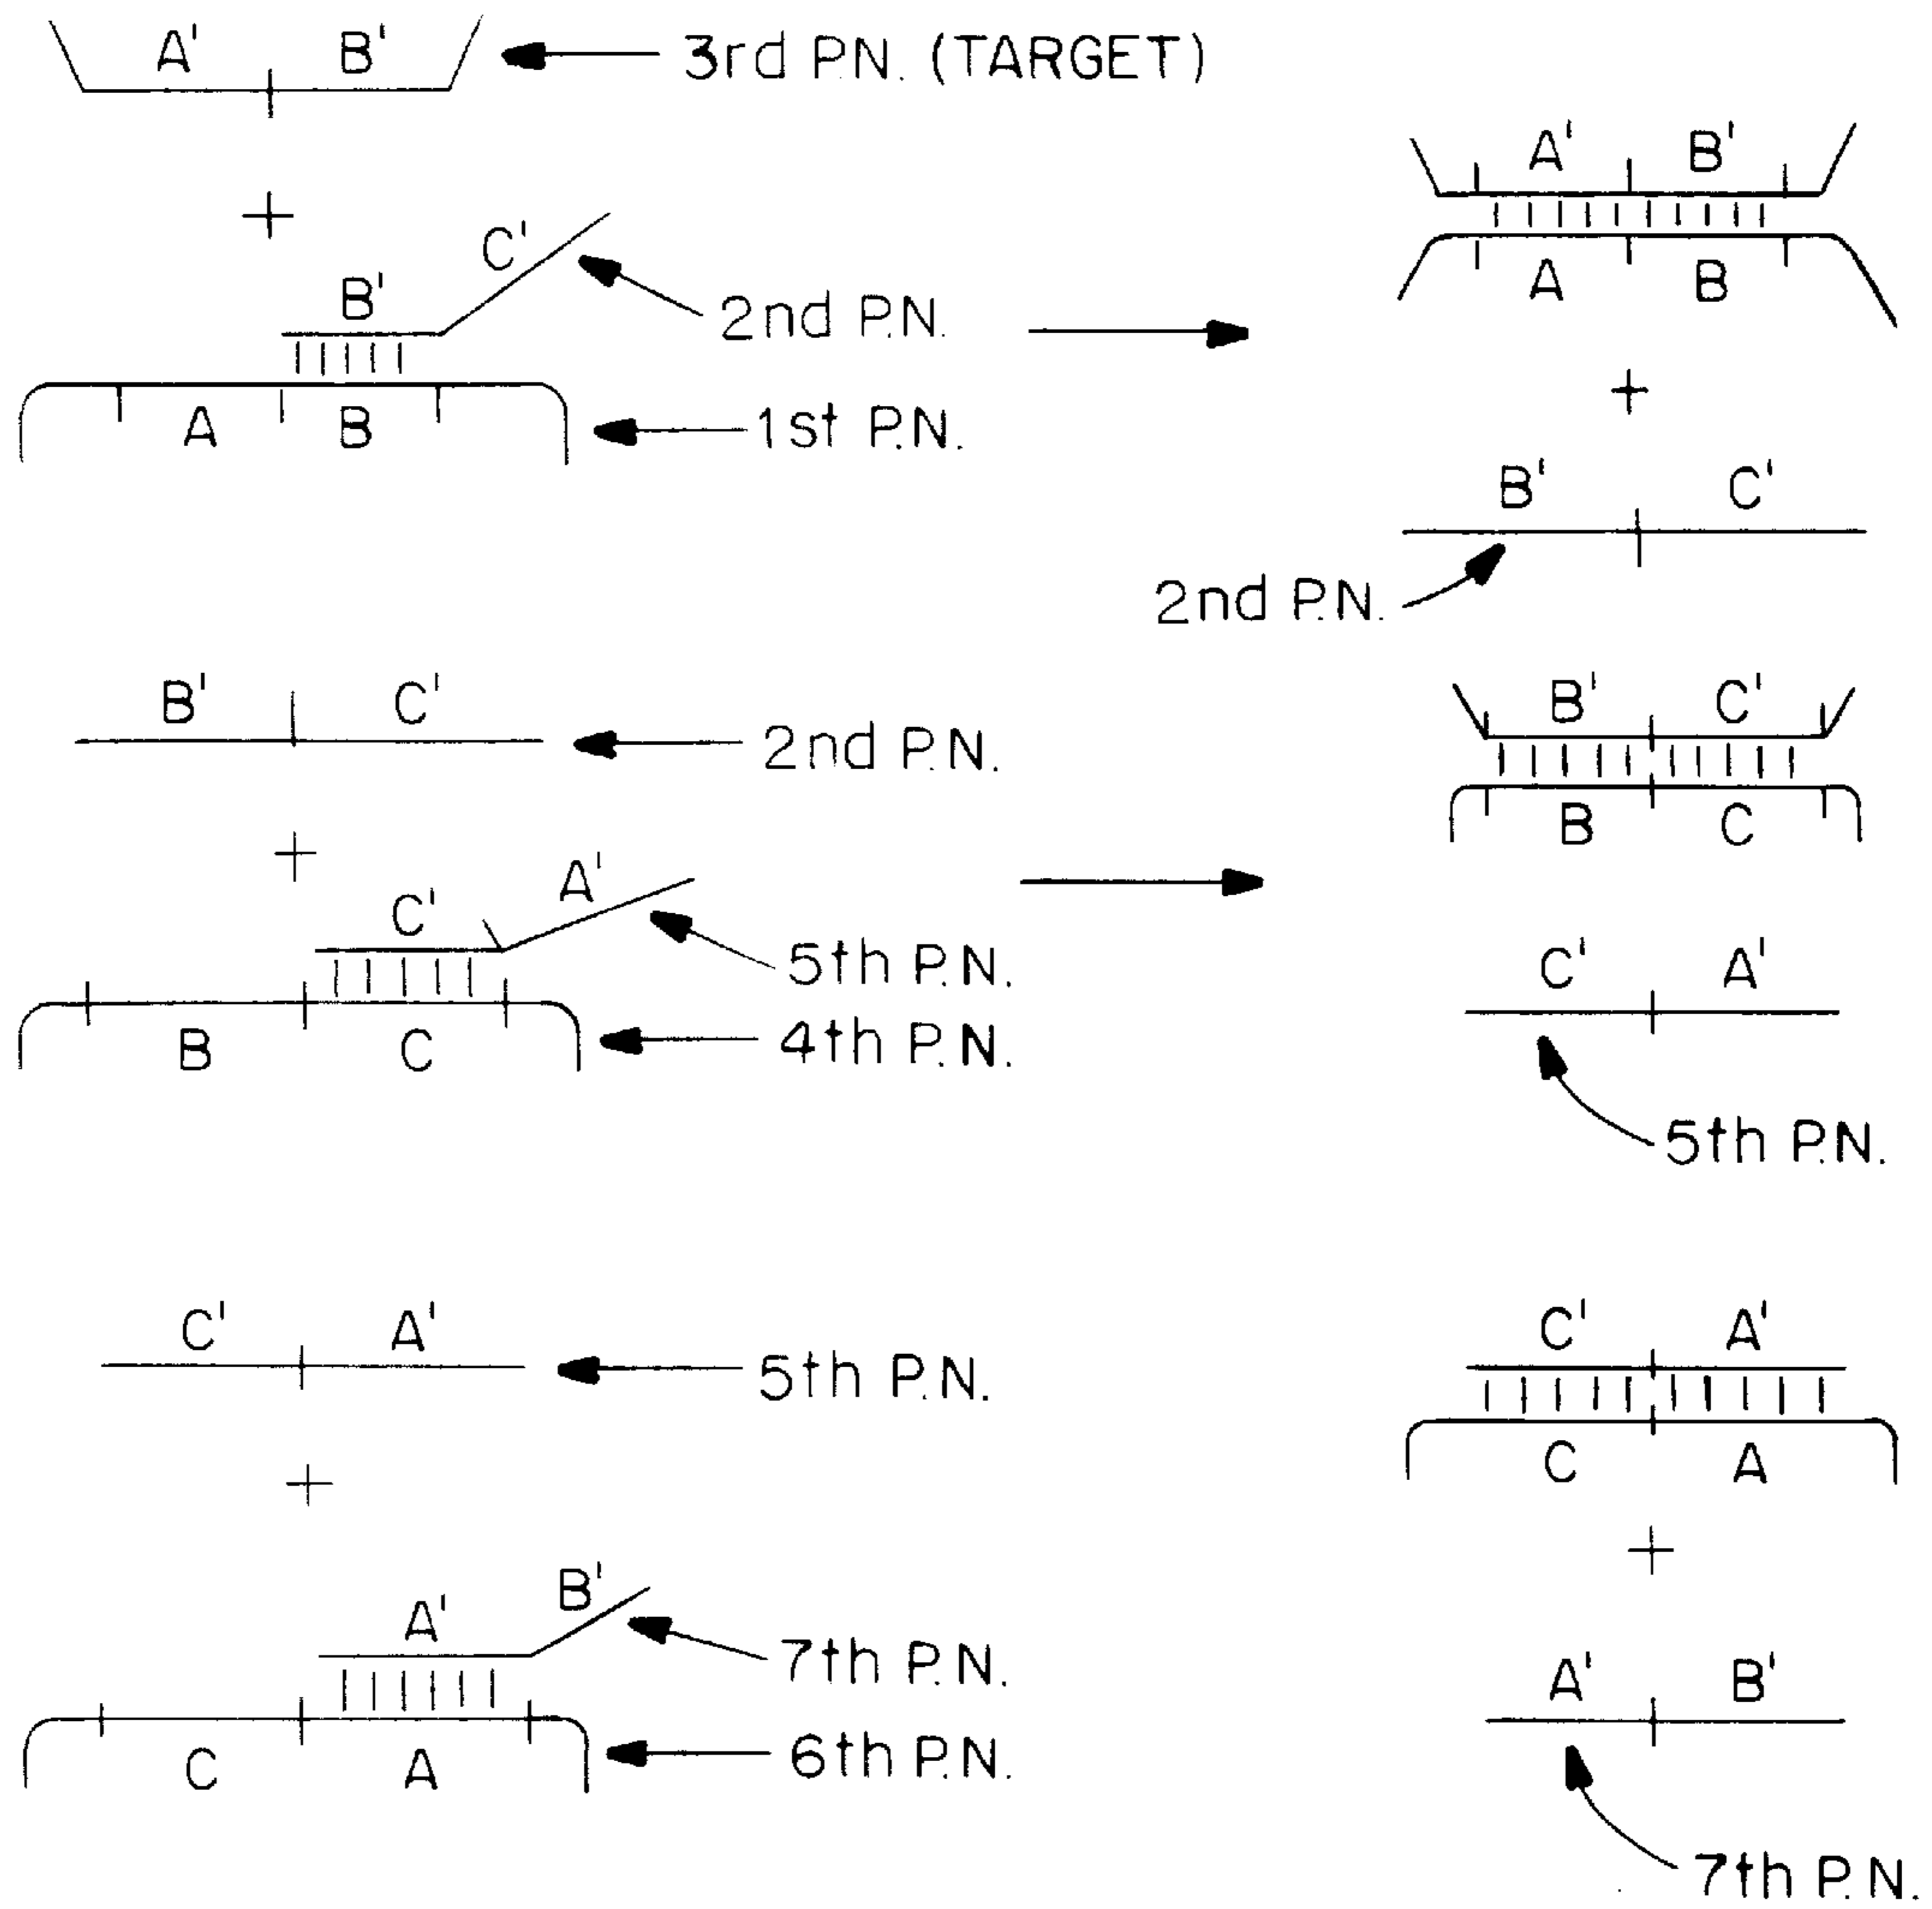 A' B' 3rd P.N. (TARGET)
+
C'
B'
2nd P.N.
A B
1st P.N.
A' B'
A B
+
B' C'
2nd P.N.
B' C'
2nd P.N.
+
A'
C'
5th P.N.
B C
4th P.N.
B' C'
B C
C' A'
5th P.N.
C' A'
5th P.N.
+
B'
A'
7th P.N.
C A
6th P.N.
C' A'
C A
+
A' B'
7th P.N.